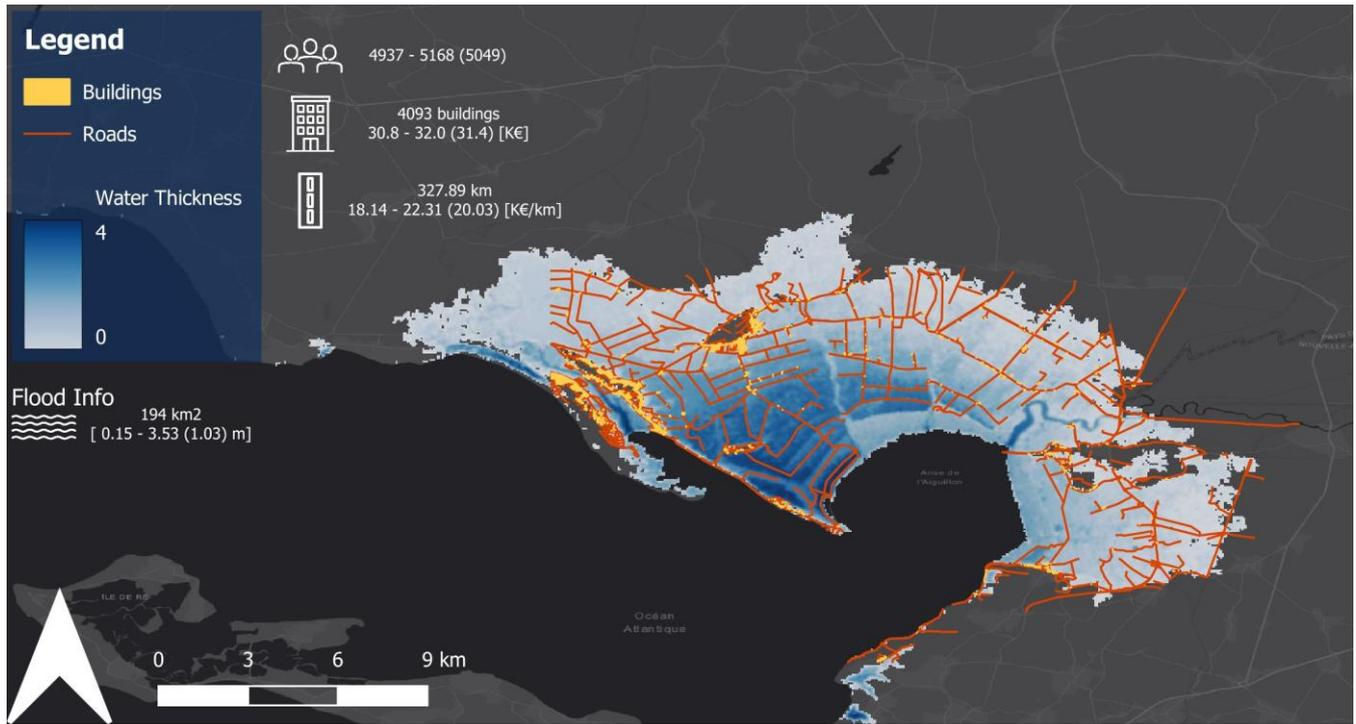 Legend
Buildings
Roads
Water Thickness
4
0
4937 - 5168 (5049)
4093 buildings
30.8 - 32.0 (31.4) [K€]
327.89 km
18.14 - 22.31 (20.03) [K€/km]
Flood Info
194 km2
[ 0.15 - 3.53 (1.03) m]
Anse de
l'Aiguillon
Océan
Atlantique
ILE DE RÉ
0 3 6 9 km